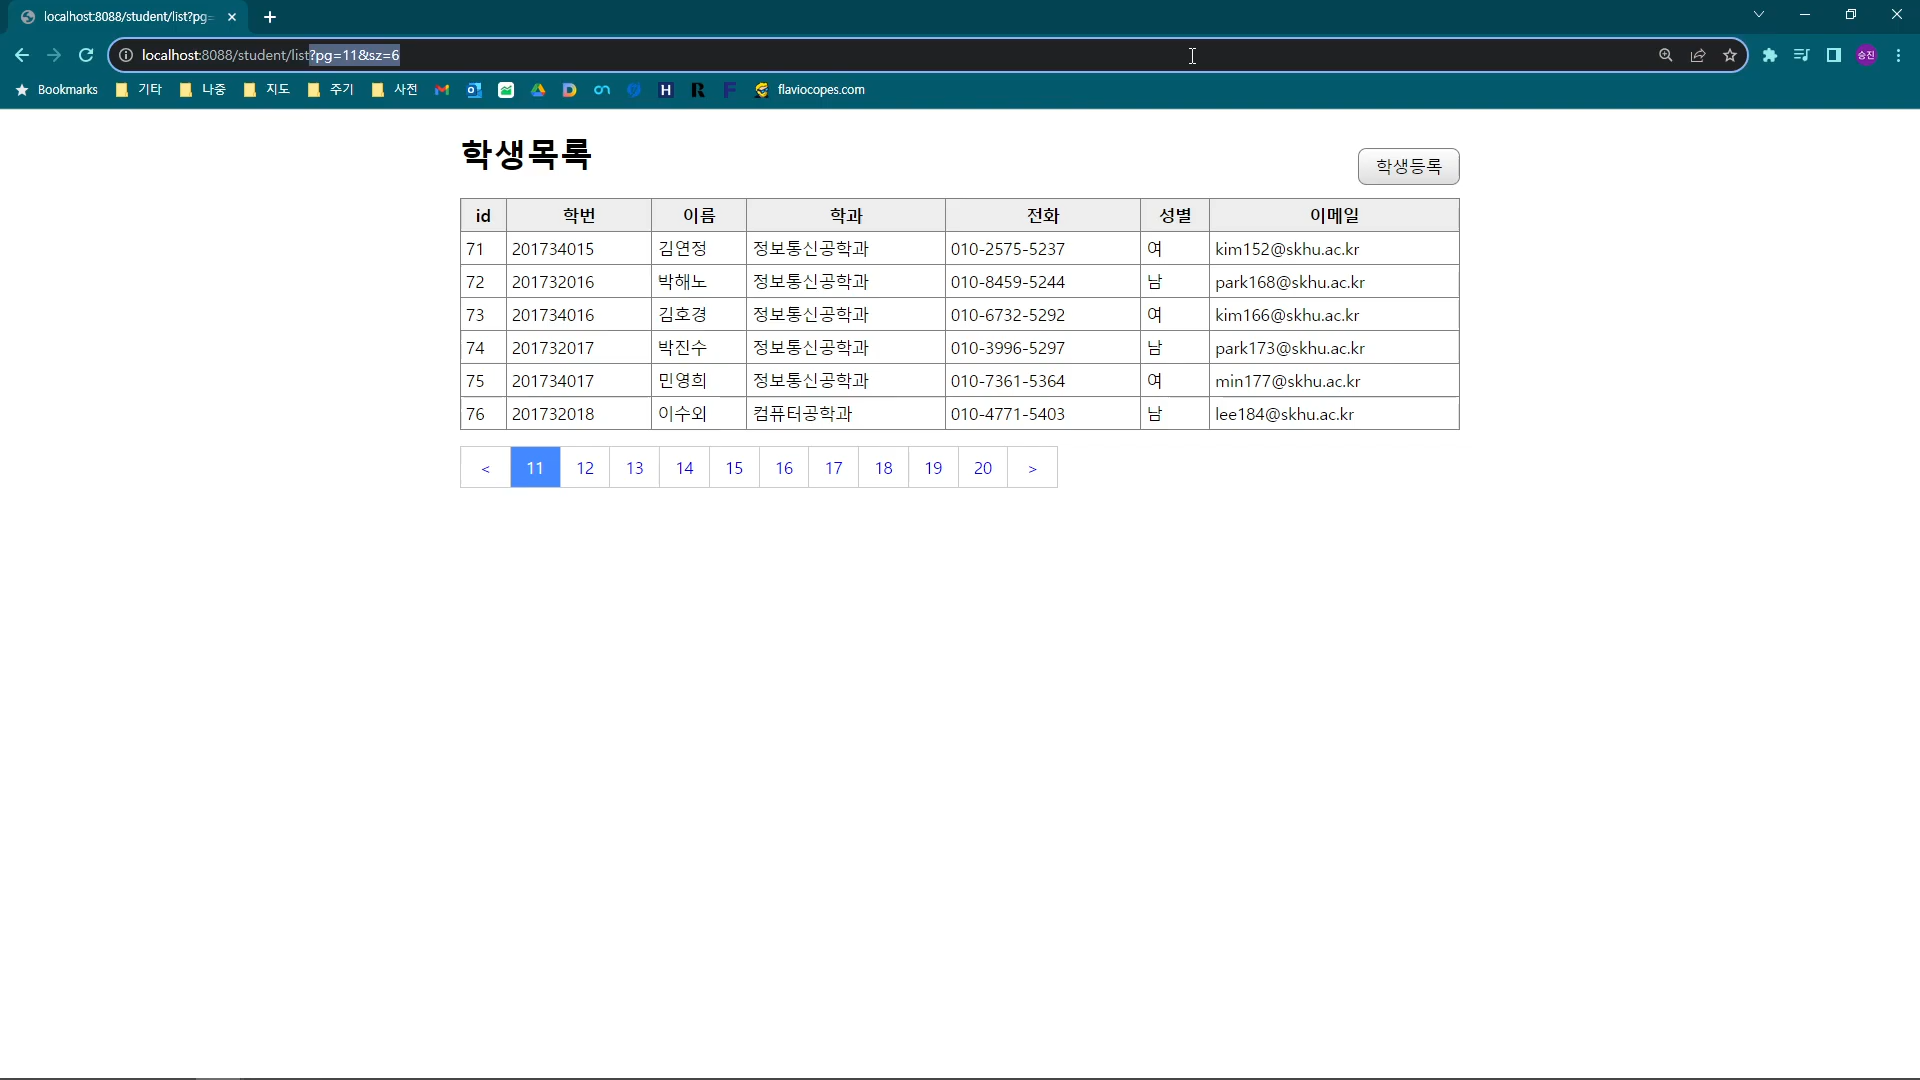 localhost:8088/student/list?pg=
localhost:8088/student/list?pg=11&sz=6
승진
Bookmarks 기타 나중 지도 주기 사전 flaviocopes.com
학생목록
학생등록
id 학번 이름 학과 전화 성별 이메일
71 201734015 김연정 정보통신공학과 010-2575-5237 여 kim152@skhu.ac.kr
72 201732016 박해노 정보통신공학과 010-8459-5244 남 park168@skhu.ac.kr
73 201734016 김호경 정보통신공학과 010-6732-5292 여 kim166@skhu.ac.kr
74 201732017 박진수 정보통신공학과 010-3996-5297 남 park173@skhu.ac.kr
75 201734017 민영희 정보통신공학과 010-7361-5364 여 min177@skhu.ac.kr
76 201732018 이수외 컴퓨터공학과 010-4771-5403 남 lee184@skhu.ac.kr
< 11 12 13 14 15 16 17 18 19 20 >